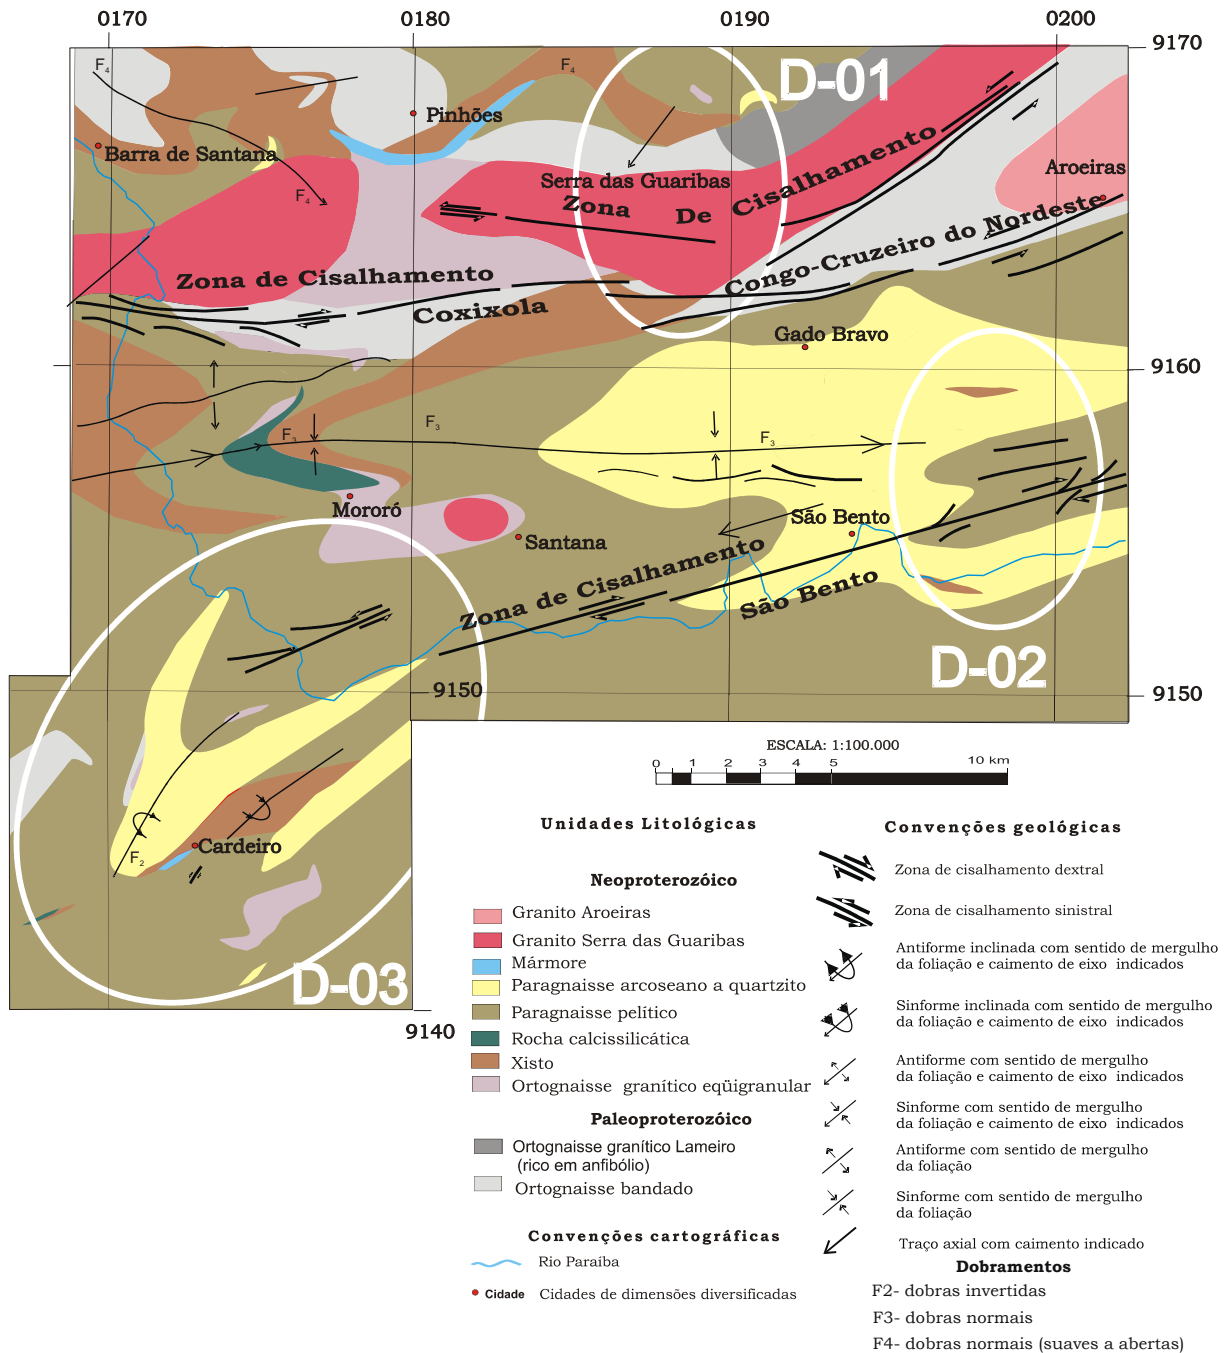 0170
0180
0190
0200
9170
F4
F4
D-01
Pinhões
Barra de Santana
Aroeiras
Serra das Guaribas
F4
Zona De Cisalhamento
Congo-Cruzeiro do Nordeste
Zona de Cisalhamento
Coxixola
Gado Bravo
9160
F3
F3
F3
Mororó
São Bento
Santana
Zona de Cisalhamento
São Bento
D-02
9150
9150
ESCALA: 1:100.000
0 1 2 3 4 5 10 km
F2
Cardeiro
D-03
9140
Unidades Litológicas
Neoproterozóico
Granito Aroeiras
Granito Serra das Guaribas
Mármore
Paragnaisse arcoseano a quartzito
Paragnaisse pelítico
Rocha calcissilicática
Xisto
Ortognaisse granítico eqüigranular
Paleoproterozóico
Ortognaisse granítico Lameiro
(rico em anfibólio)
Ortognaisse bandado
Convenções cartográficas
Rio Paraíba
Cidade Cidades de dimensões diversificadas
Convenções geológicas
Zona de cisalhamento dextral
Zona de cisalhamento sinistral
Antiforme inclinada com sentido de mergulho
da foliação e caimento de eixo indicados
Sinforme inclinada com sentido de mergulho
da foliação e caimento de eixo indicados
Antiforme com sentido de mergulho
da foliação e caimento de eixo indicados
Sinforme com sentido de mergulho
da foliação e caimento de eixo indicados
Antiforme com sentido de mergulho
da foliação
Sinforme com sentido de mergulho
da foliação
Traço axial com caimento indicado
Dobramentos
F2- dobras invertidas
F3- dobras normais
F4- dobras normais (suaves a abertas)